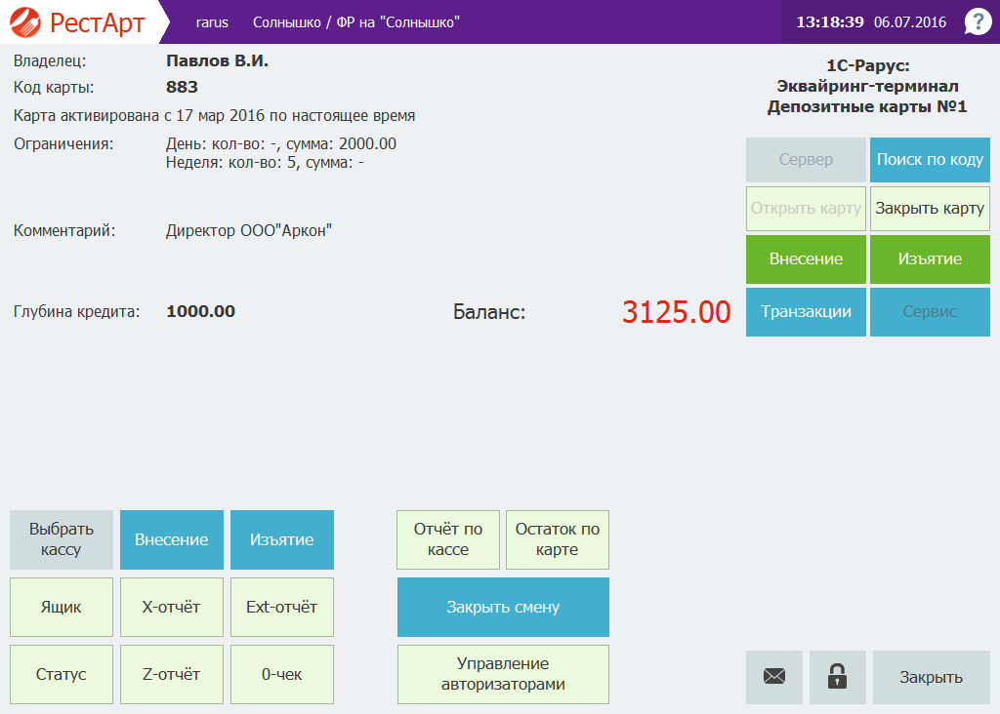 РестАрт rarus Солнышко / ФР на "Солнышко" 13:18:39 06.07.2016 ?
Владелец: Павлов В.И.
Код карты: 883
Карта активирована с 17 мар 2016 по настоящее время
Ограничения: День: кол-во: -, сумма: 2000.00
Неделя: кол-во: 5, сумма: -
Комментарий: Директор ООО"Аркон"
Глубина кредита: 1000.00 Баланс: 3125.00
1С-Рарус:
Эквайринг-терминал
Депозитные карты №1
Сервер Поиск по коду
Открыть карту Закрыть карту
Внесение Изъятие
Транзакции Сервис
Выбрать
кассу
Внесение Изъятие
Отчёт по
кассе
Остаток по
карте
Ящик X-отчёт Ext-отчёт Закрыть смену
Статус Z-отчёт 0-чек
Управление
авторизаторами
Закрыть